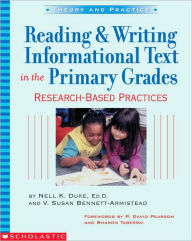 THEORY AND PRACTICE
Reading & Writing
Informational Text
in the Primary Grades
RESEARCH-BASED PRACTICES
BY NELL K. DUKE, ED.D.
AND V. SUSAN BENNETT-ARMISTEAD
FOREWORDS BY P. DAVID PEARSON
AND SHARON TABERSKI
SCHOLASTIC